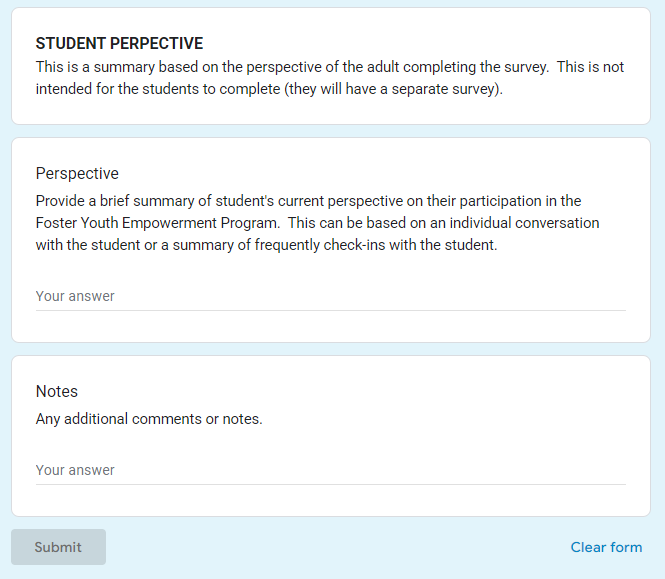 STUDENT PERPECTIVE
This is a summary based on the perspective of the adult completing the survey.  This is not
intended for the students to complete (they will have a separate survey).
Perspective
Provide a brief summary of student's current perspective on their participation in the
Foster Youth Empowerment Program.  This can be based on an individual conversation
with the student or a summary of frequently check-ins with the student.
Your answer
Notes
Any additional comments or notes.
Your answer
Submit
Clear form